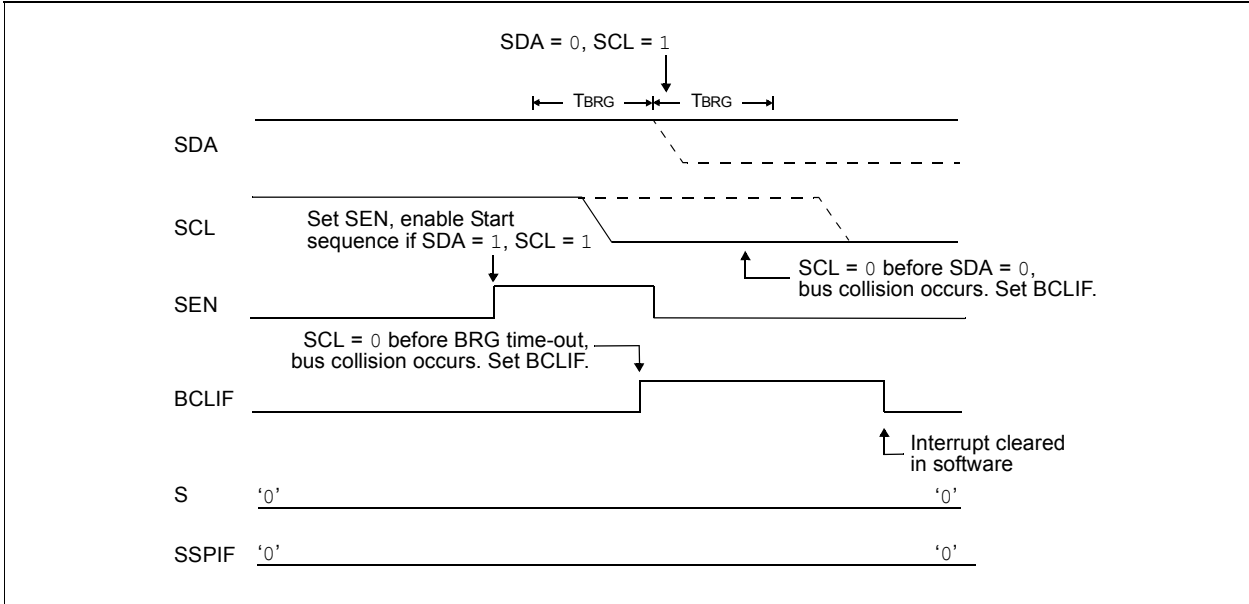 SDA = 0, SCL = 1
TBRG TBRG
SDA
SCL
Set SEN, enable Start
sequence if SDA = 1, SCL = 1
SCL = 0 before SDA = 0,
bus collision occurs. Set BCLIF.
SEN
SCL = 0 before BRG time-out,
bus collision occurs. Set BCLIF.
BCLIF
Interrupt cleared
in software
S ‘0’ ‘0’
SSPIF ‘0’ ‘0’